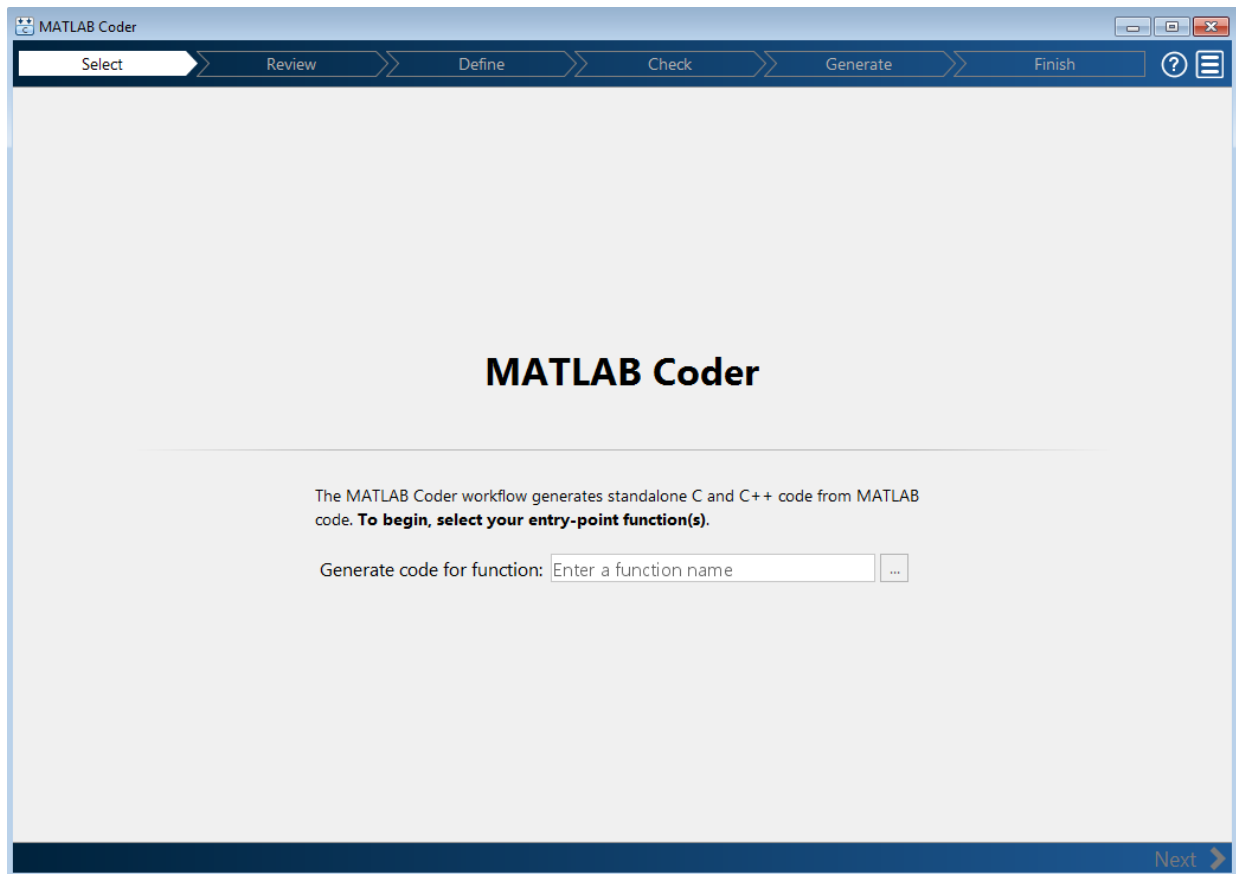 MATLAB Coder
Select Review Define Check Generate Finish ?
MATLAB Coder
The MATLAB Coder workflow generates standalone C and C++ code from MATLAB
code. To begin, select your entry-point function(s).
Generate code for function: Enter a function name ...
Next